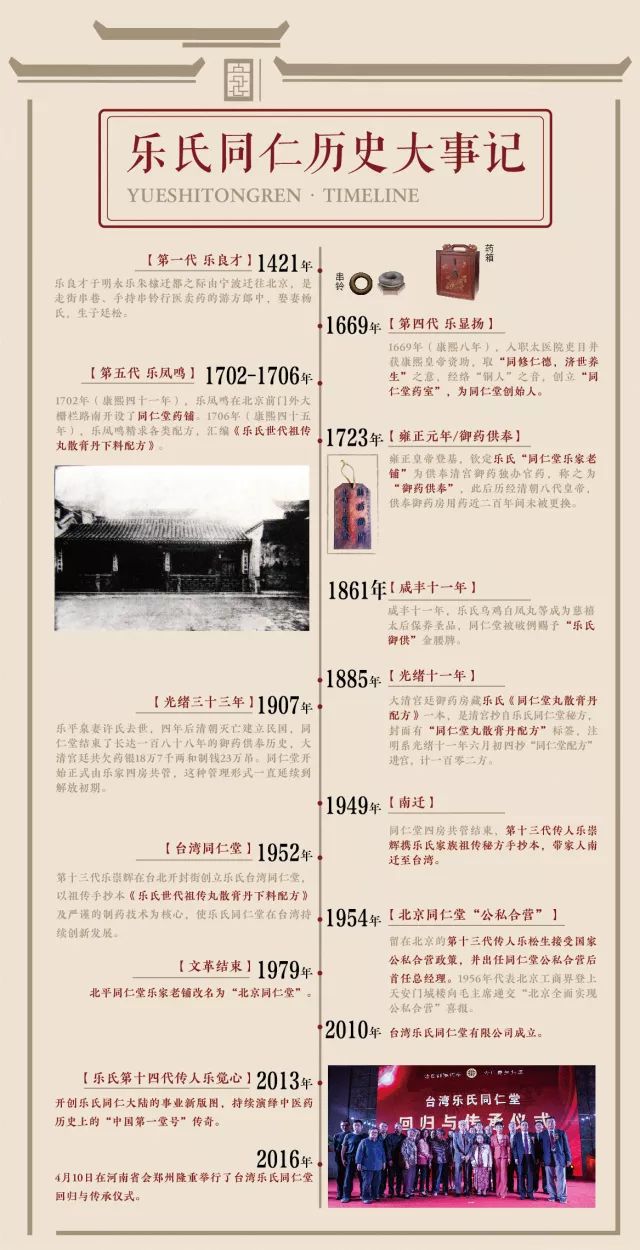 乐氏同仁历史大事记
YUESHITONGREN · TIMELINE
【第一代 乐良才】1421年
乐良才于明永乐朱棣迁都之际由宁波迁往北京，是
走街串巷、手持串铃行医卖药的游方郎中，娶妻杨
氏，生子廷松。
串铃
药箱
1669年【第四代 乐显扬】
1669年（康熙八年），入职太医院吏目并
获康熙皇帝资助，取“同修仁德，济世养
生”之意，经络“铜人”之音，创立“同
仁堂药室”，为同仁堂创始人。
【第五代 乐凤鸣】1702-1706年
1702年（康熙四十一年），乐凤鸣在北京前门外大
栅栏路南开设了同仁堂药铺。1706年（康熙四十五
年），乐凤鸣精求各类配方，汇编《乐氏世代祖传
丸散膏丹下料配方》。
1723年【雍正元年/御药供奉】
雍正皇帝登基，钦定乐氏“同仁堂乐家老
铺”为供奉清宫御药独办官药，称之为
“御药供奉”，此后历经清朝八代皇帝，
供奉御药房用药近二百年间未被更换。
1861年【咸丰十一年】
咸丰十一年，乐氏乌鸡白凤丸等成为慈禧
太后保养圣品，同仁堂被破例赐予“乐氏
御供”金腰牌。
1885年【光绪十一年】
大清宫廷御药房藏乐氏《同仁堂丸散膏丹
配方》一本，是清宫抄自乐氏同仁堂秘方，
封面有“同仁堂丸散膏丹配方”标签，注
明系光绪十一年六月初四抄“同仁堂配方”
进宫，计一百零二方。
【光绪三十三年】1907年
乐平泉妻许氏去世，四年后清朝灭亡建立民国，同
仁堂结束了长达一百八十八年的御药供奉历史，大
清宫廷共欠药银18万7千两和制钱23万吊。同仁堂开
始正式由乐家四房共管，这种管理形式一直延续到
解放初期。
1949年【南迁】
同仁堂四房共管结束，第十三代传人乐崇
辉携乐氏家族祖传秘方手抄本，带家人南
迁至台湾。
【台湾同仁堂】1952年
第十三代乐崇辉在台北开封街创立乐氏台湾同仁堂，
以祖传手抄本《乐氏世代祖传丸散膏丹下料配方》
及严谨的制药技术为核心，使乐氏同仁堂在台湾持
续创新发展。
1954年【北京同仁堂“公私合营”】
留在北京的第十三代传人乐松生接受国家
公私合营政策，并出任同仁堂公私合营后
首任总经理。1956年代表北京工商界登上
天安门城楼向毛主席递交“北京全面实现
公私合营”喜报。
【文革结束】1979年
北平同仁堂乐家老铺改名为“北京同仁堂”。
2010年 台湾乐氏同仁堂有限公司成立。
【乐氏第十四代传人乐觉心】2013年
开创乐氏同仁大陆的事业新版图，持续演绎中医药
历史上的“中国第一堂号”传奇。
2016年
4月10日在河南省会郑州隆重举行了台湾乐氏同仁堂
回归与传承仪式。
台湾乐氏同仁堂
回归与传承仪式